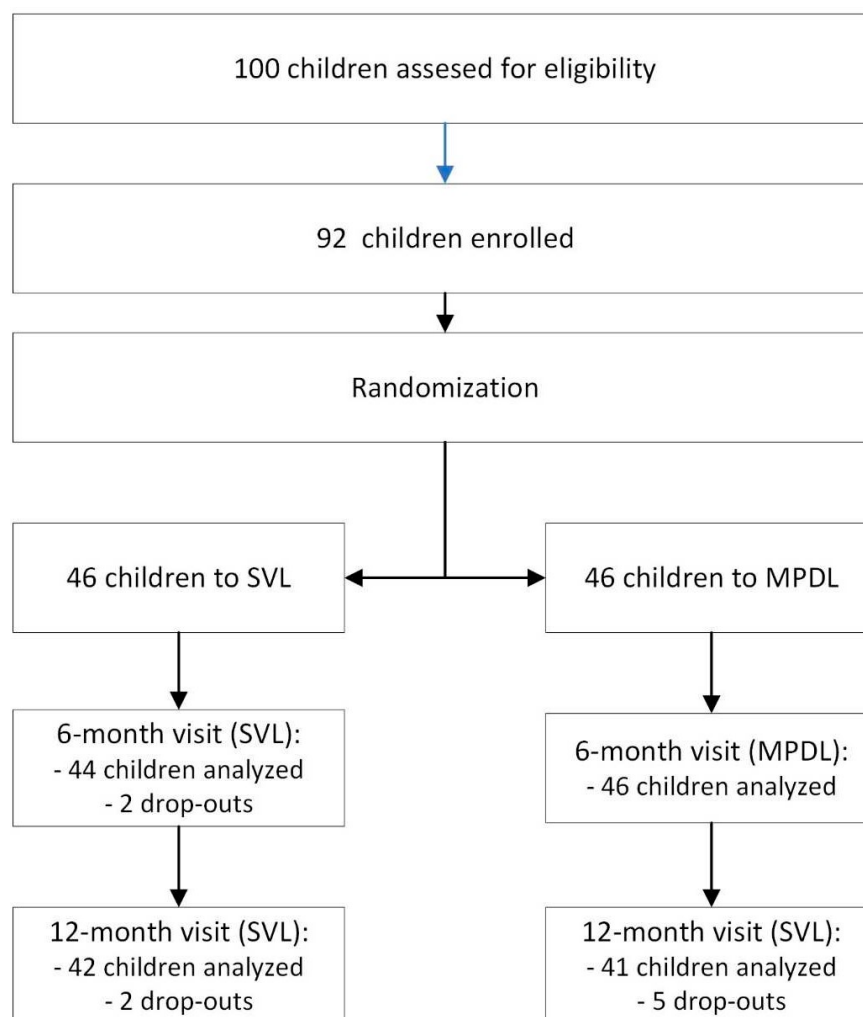 100 children assesed for eligibility
92 children enrolled
Randomization
46 children to SVL
46 children to MPDL
6-month visit (SVL):
- 44 children analyzed
- 2 drop-outs
6-month visit (MPDL):
- 46 children analyzed
12-month visit (SVL):
- 42 children analyzed
- 2 drop-outs
12-month visit (SVL):
- 41 children analyzed
- 5 drop-outs